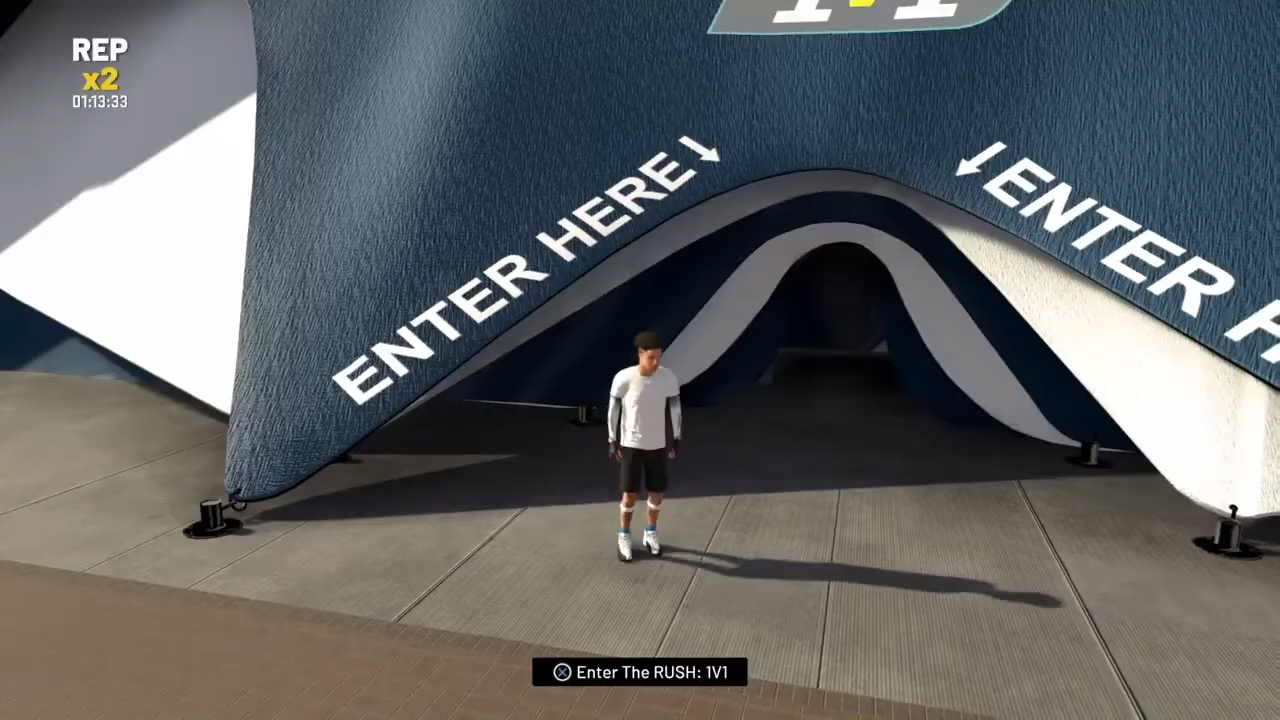 REP
x2
01:13:33
ENTER HERE↓
↓ENTER
Enter The RUSH: 1V1